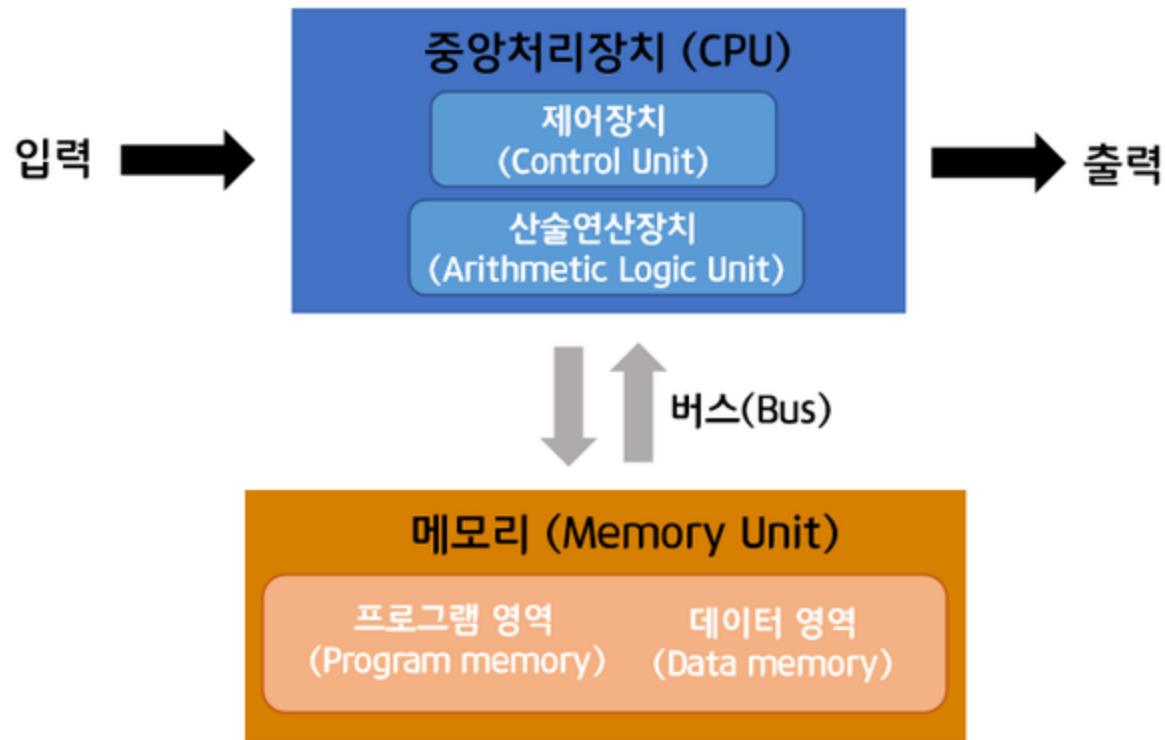 중앙처리장치 (CPU)
제어장치
(Control Unit)
입력
출력
산술연산장치
(Arithmetic Logic Unit)
버스(Bus)
메모리 (Memory Unit)
프로그램 영역
(Program memory)
데이터 영역
(Data memory)